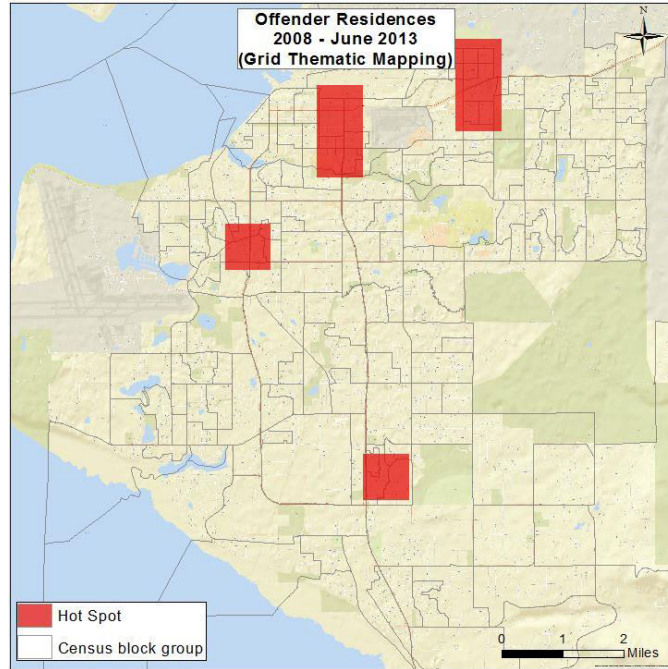 Offender Residences
2008 - June 2013
(Grid Thematic Mapping)
N
Hot Spot
Census block group
0 1 2
Miles